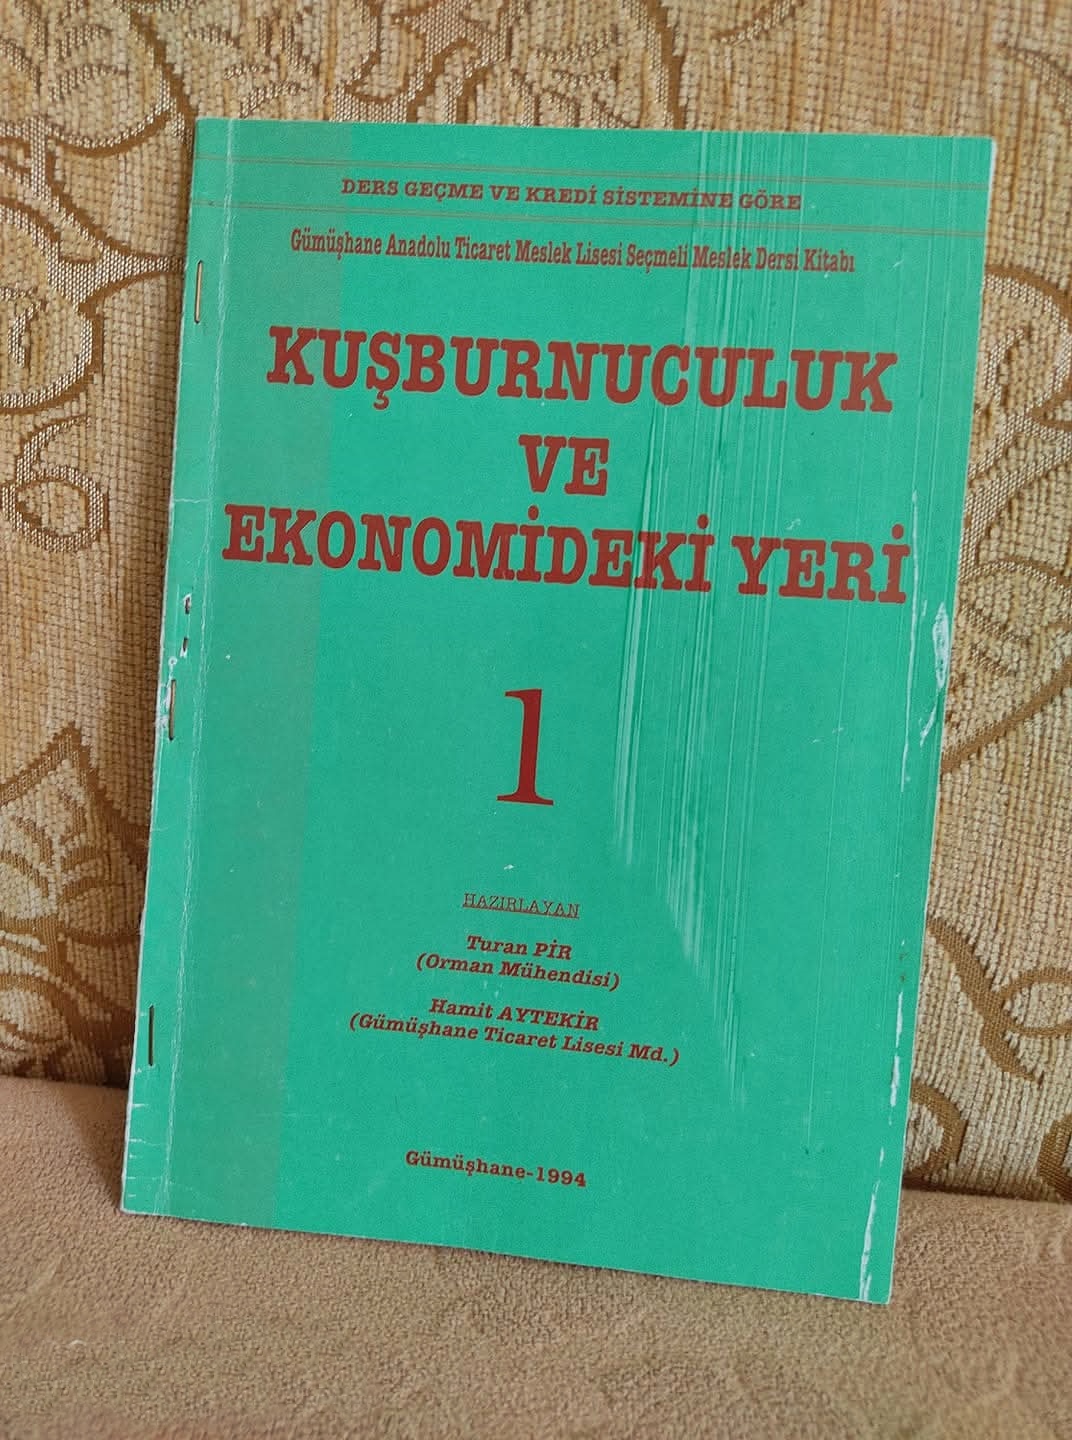 DERS GEÇME VE KREDİ SİSTEMİNE GÖRE
Gümüşhane Anadolu Ticaret Meslek Lisesi Seçmeli Meslek Dersi Kitabı
KUŞBURNUCULUK
VE
EKONOMİDEKİ YERİ
1
HAZIRLAYAN
Turan PİR
(Orman Mühendisi)
Hamit AYTEKİR
(Gümüşhane Ticaret Lisesi Md.)
Gümüşhane-1994